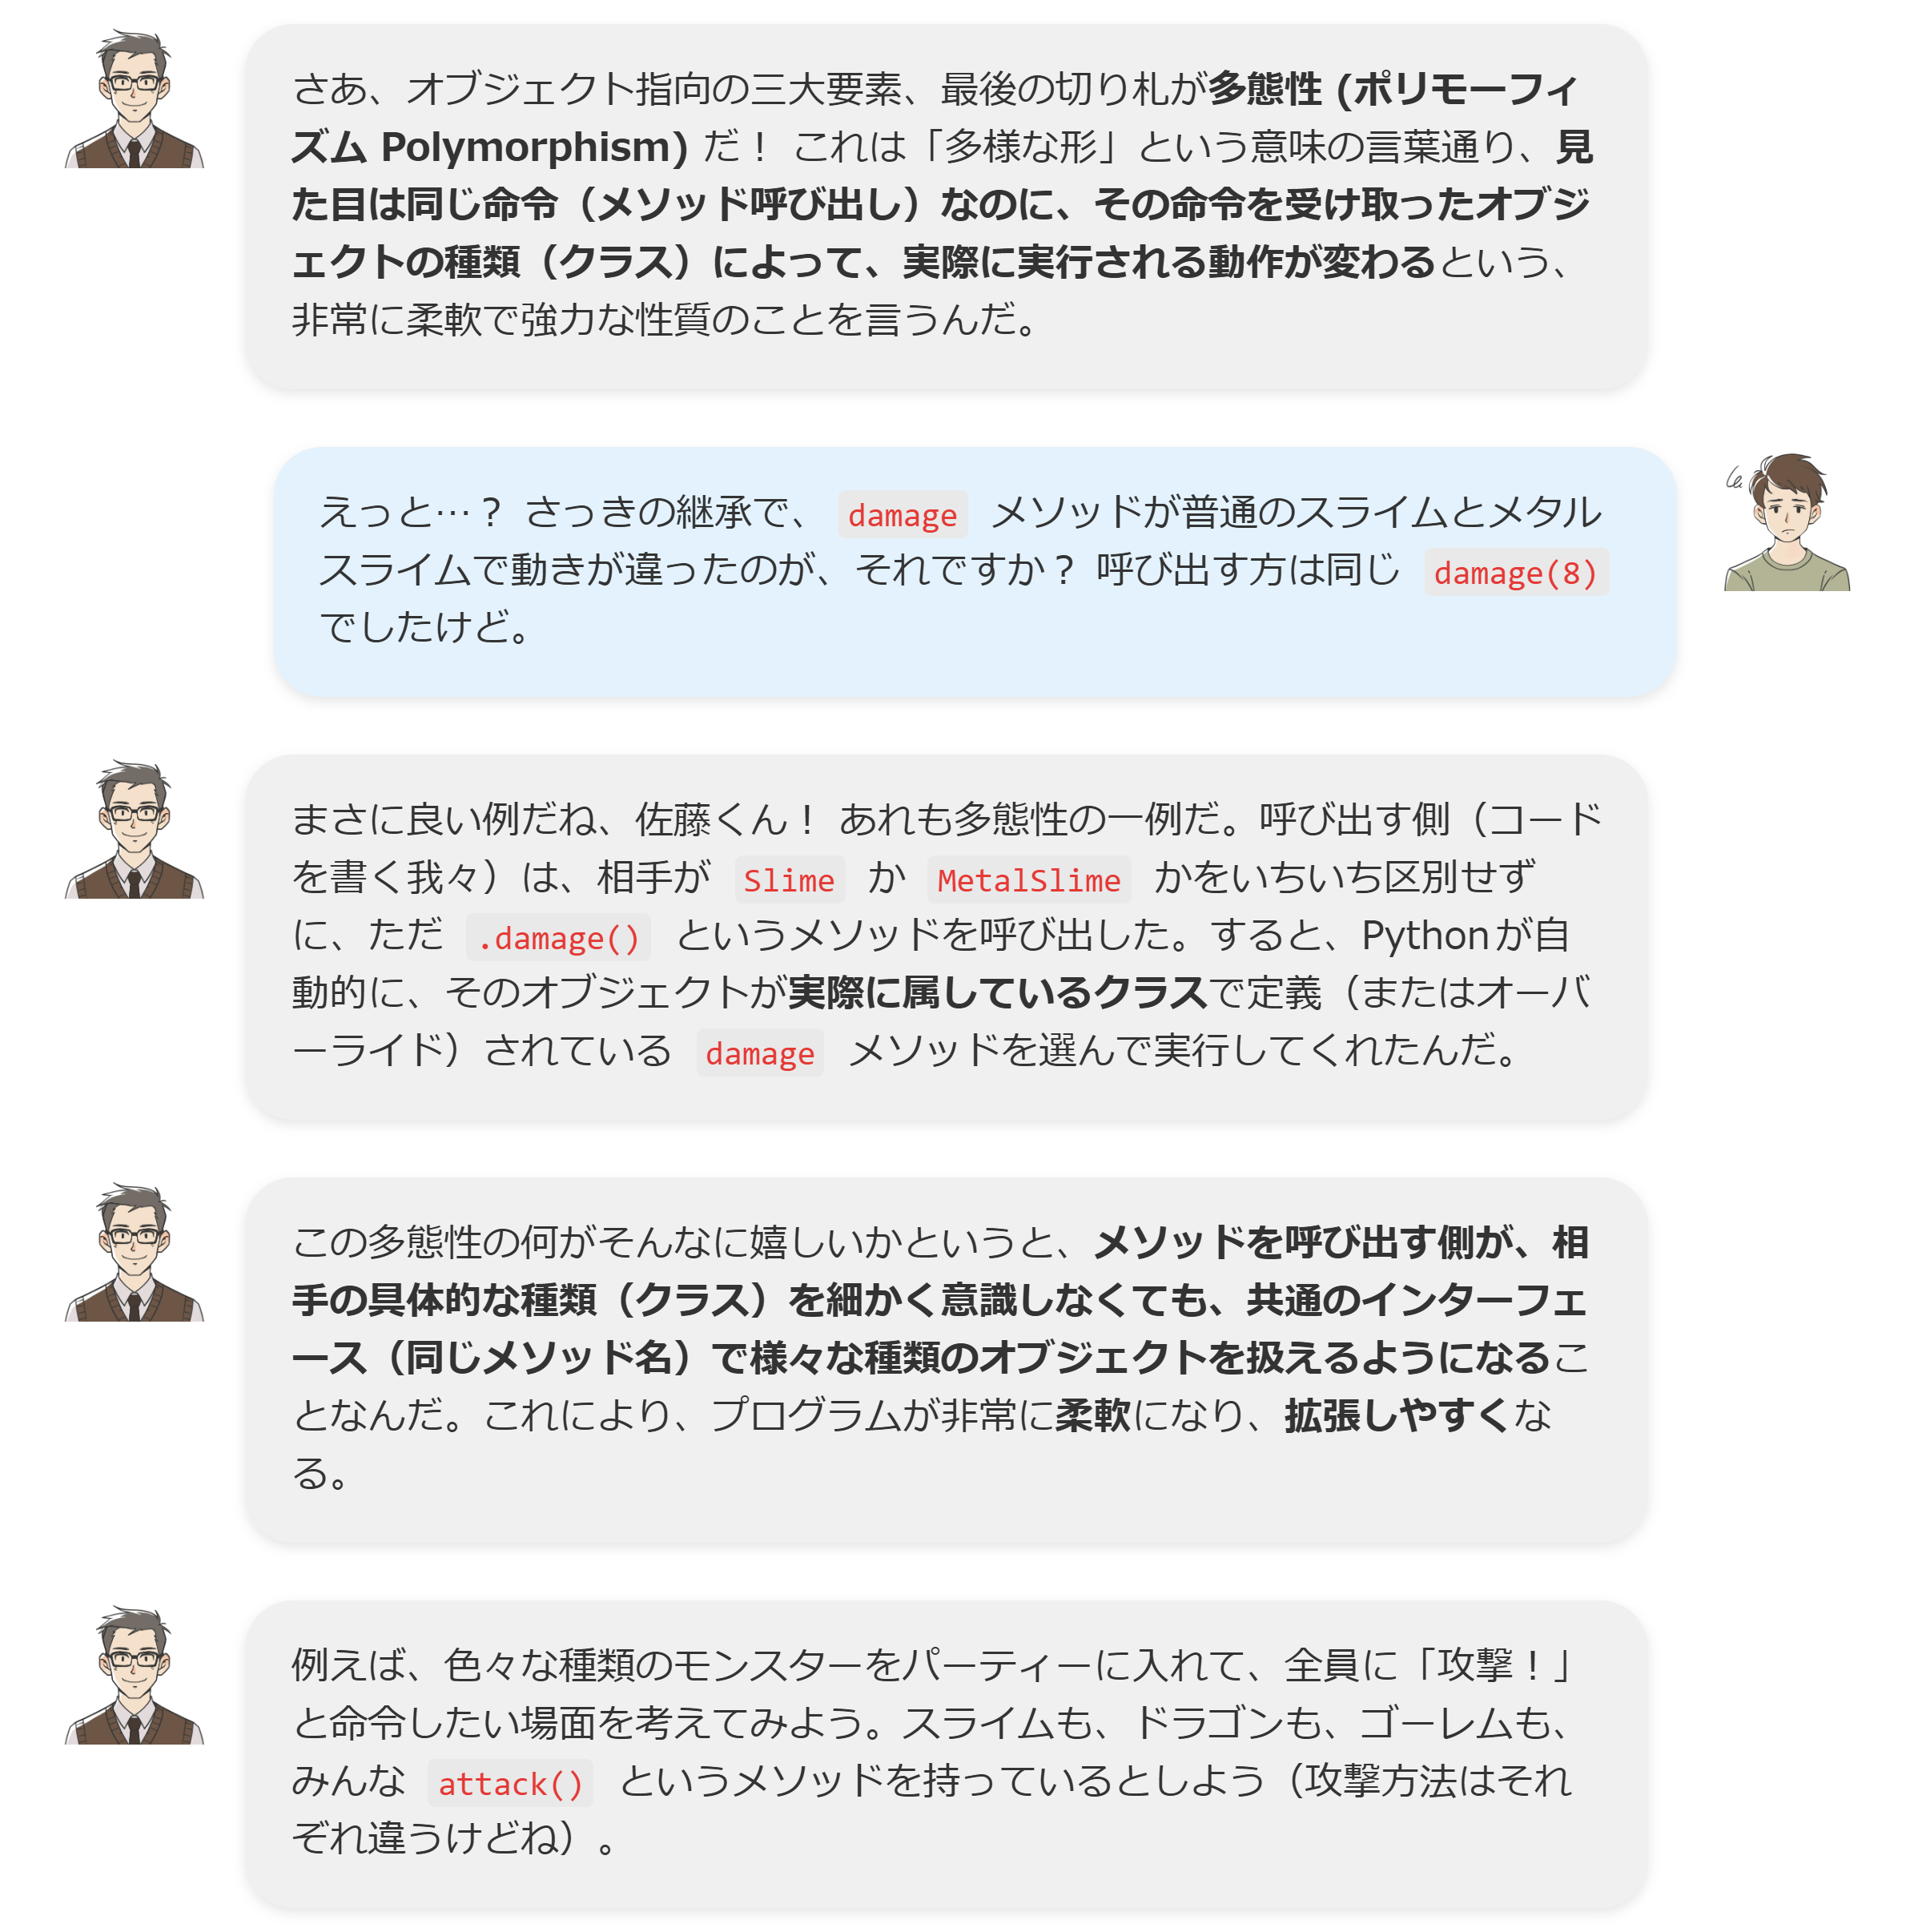 さあ、オブジェクト指向の三大要素、最後の切り札が多態性 (ポリモーフィ
ズム Polymorphism) だ！ これは「多様な形」という意味の言葉通り、見
た目は同じ命令（メソッド呼び出し）なのに、その命令を受け取ったオブジ
ェクトの種類（クラス）によって、実際に実行される動作が変わるという、
非常に柔軟で強力な性質のことを言うんだ。
えっと…？ さっきの継承で、 damage メソッドが普通のスライムとメタル
スライムで動きが違ったのが、それですか？ 呼び出す方は同じ damage(8)
でしたけど。
まさに良い例だね、佐藤くん！ あれも多態性の一例だ。呼び出す側（コード
を書く我々）は、相手が Slime か MetalSlime かをいちいち区別せず
に、ただ .damage() というメソッドを呼び出した。すると、Pythonが自
動的に、そのオブジェクトが実際に属しているクラスで定義（またはオーバ
ーライド）されている damage メソッドを選んで実行してくれたんだ。
この多態性の何がそんなに嬉しいかというと、メソッドを呼び出す側が、相
手の具体的な種類（クラス）を細かく意識しなくても、共通のインターフェ
ース（同じメソッド名）で様々な種類のオブジェクトを扱えるようになるこ
となんだ。これにより、プログラムが非常に柔軟になり、拡張しやすくな
る。
例えば、色々な種類のモンスターをパーティーに入れて、全員に「攻撃！」
と命令したい場面を考えてみよう。スライムも、ドラゴンも、ゴーレムも、
みんな attack() というメソッドを持っているとしよう（攻撃方法はそれ
ぞれ違うけどね）。